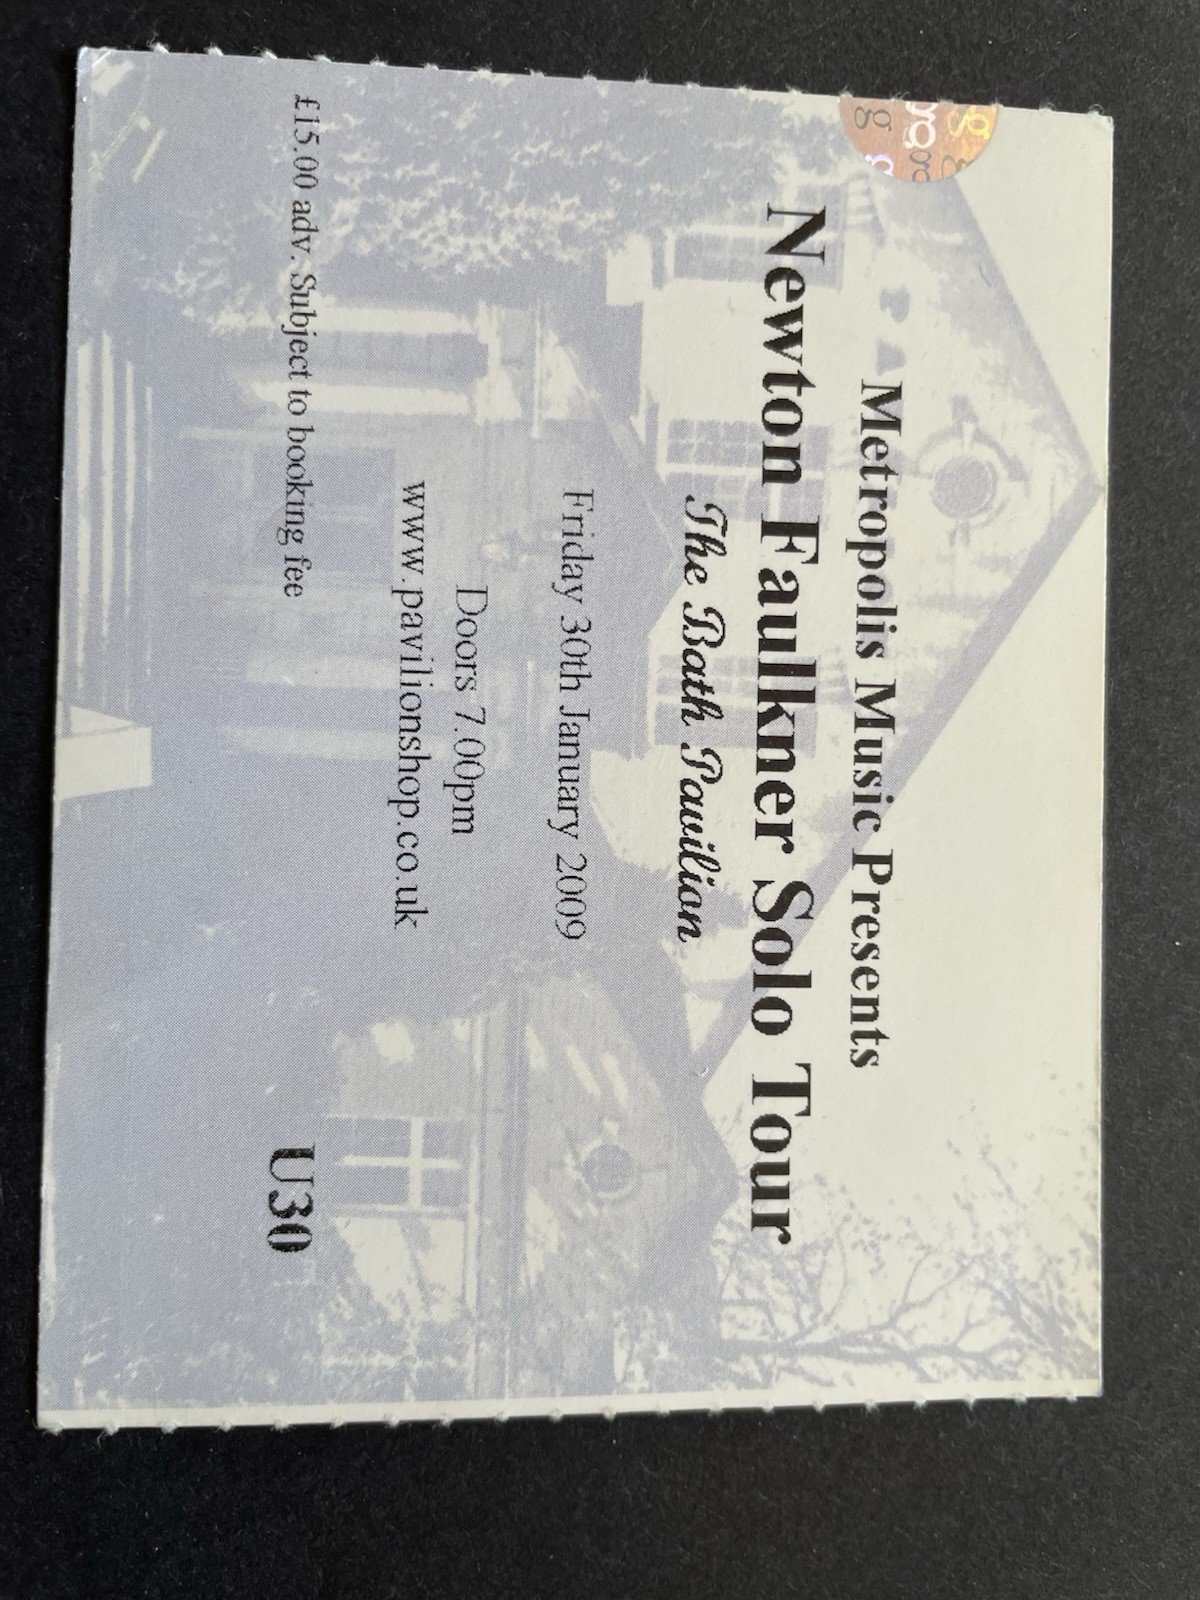 Metropolis Music Presents
Newton Faulkner Solo Tour
The Bath Pavilion
Friday 30th January 2009
Doors 7.00pm
www.pavilionshop.co.uk
£15.00 adv. Subject to booking fee
U30